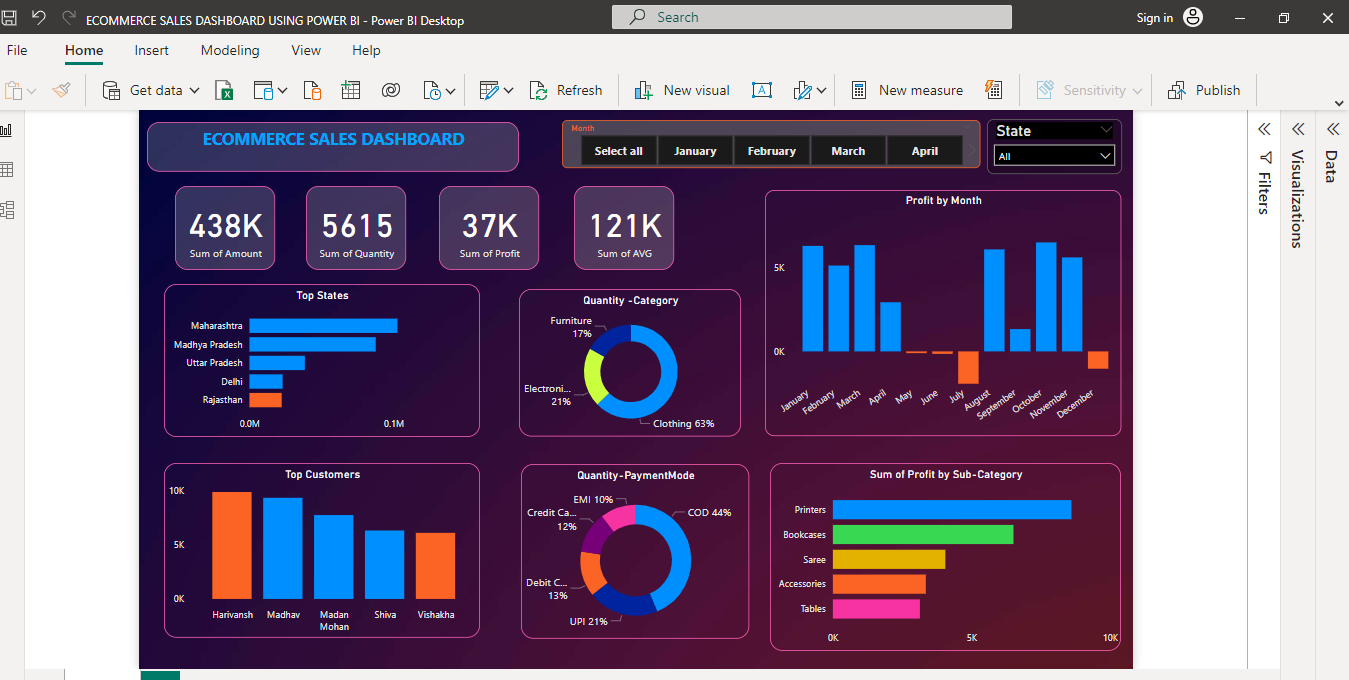 ECOMMERCE SALES DASHBOARD USING POWER BI - Power BI Desktop
Search
Sign in
File
Home
Insert
Modeling
View
Help
Get data
Refresh
New visual
New measure
Sensitivity
Publish
ECOMMERCE SALES DASHBOARD
Month
Select all
January
February
March
April
State
All
438K
Sum of Amount
5615
Sum of Quantity
37K
Sum of Profit
121K
Sum of AVG
Profit by Month
5K
0K
January
February
March
April
May
June
July
August
September
October
November
December
Top States
Maharashtra
Madhya Pradesh
Uttar Pradesh
Delhi
Rajasthan
0.0M
0.1M
Quantity -Category
Furniture
17%
Electroni...
21%
Clothing 63%
Top Customers
10K
5K
0K
Harivansh
Madhav
Madan
Mohan
Shiva
Vishakha
Quantity-PaymentMode
EMI 10%
Credit Ca...
12%
COD 44%
Debit C...
13%
UPI 21%
Sum of Profit by Sub-Category
Printers
Bookcases
Saree
Accessories
Tables
0K
5K
10K
Filters
Visualizations
Data